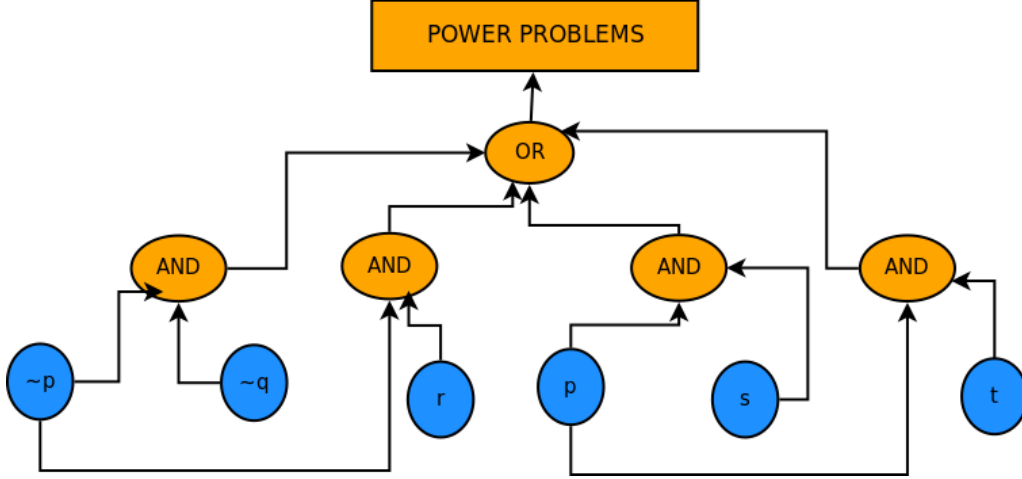 POWER PROBLEMS
OR
AND
AND
AND
AND
~p
~q
r
p
s
t